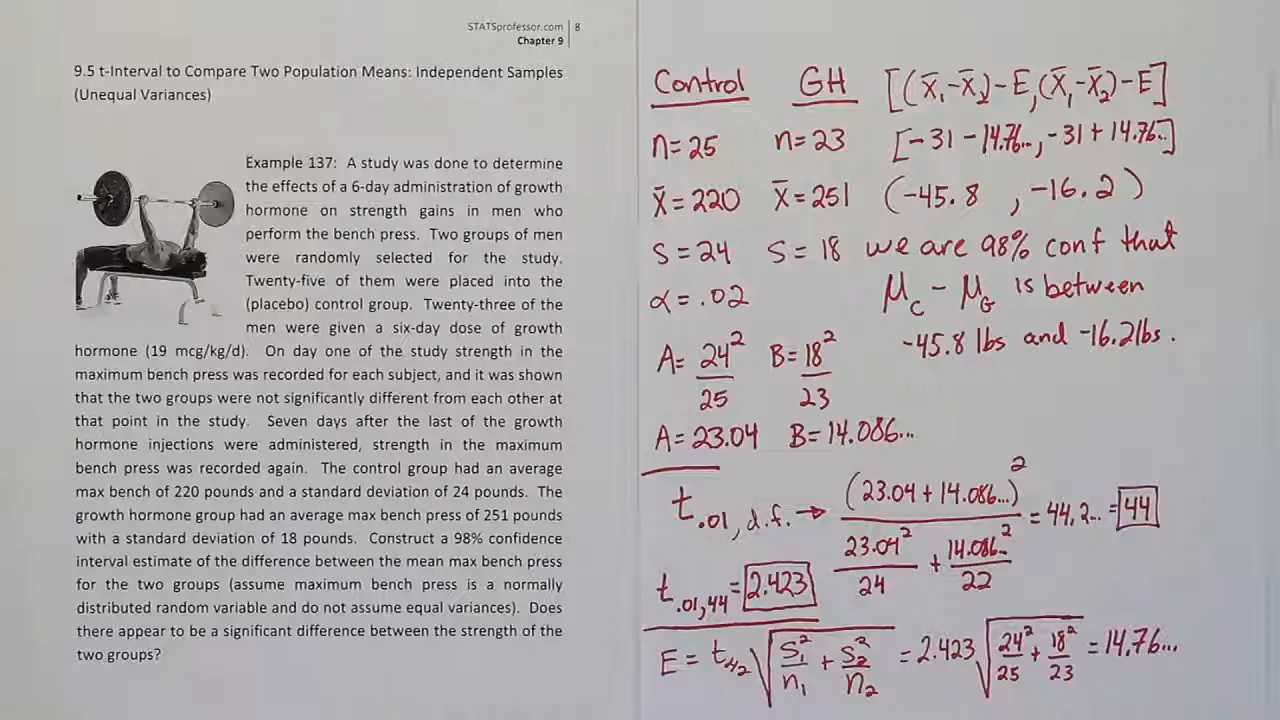 STATSprofessor.com 8
Chapter 9
9.5 t-Interval to Compare Two Population Means: Independent Samples
(Unequal Variances)
Example 137: A study was done to determine
the effects of a 6-day administration of growth
hormone on strength gains in men who
perform the bench press. Two groups of men
were randomly selected for the study.
Twenty-five of them were placed into the
(placebo) control group. Twenty-three of the
men were given a six-day dose of growth
hormone (19 mcg/kg/d). On day one of the study strength in the
maximum bench press was recorded for each subject, and it was shown
that the two groups were not significantly different from each other at
that point in the study. Seven days after the last of the growth
hormone injections were administered, strength in the maximum
bench press was recorded again. The control group had an average
max bench of 220 pounds and a standard deviation of 24 pounds. The
growth hormone group had an average max bench press of 251 pounds
with a standard deviation of 18 pounds. Construct a 98% confidence
interval estimate of the difference between the mean max bench press
for the two groups (assume maximum bench press is a normally
distributed random variable and do not assume equal variances). Does
there appear to be a significant difference between the strength of the
two groups?
Control GH [(x̄₁-x̄₂)-E,(x̄₁-x̄₂)-E]
n=25 n=23 [-31-14.76..,-31+14.76..]
x̄=220 x̄=251 (-45.8, -16.2)
S=24 S=18 we are 98% conf that
α=.02 μ_C - μ_G is between
A=24²/25 B=18²/23 -45.8 lbs and -16.2 lbs.
A=23.04 B=14.086...
t.01, d.f. → (23.04+14.086...)² / (23.04²/24 + 14.086..²/22) = 44.2... = 44
t.01,44 = 2.423
E = t_α/2 √(S₁²/n₁ + S₂²/n₂) = 2.423 √(24²/25 + 18²/23) = 14.76...